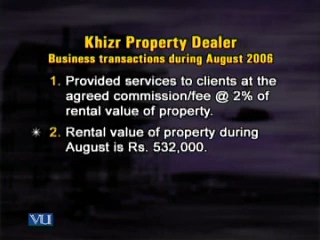 Khizr Property Dealer
Business transactions during August 2006
1. Provided services to clients at the
agreed commission/fee @ 2% of
rental value of property.
✴ 2. Rental value of property during
August is Rs. 532,000.
VU